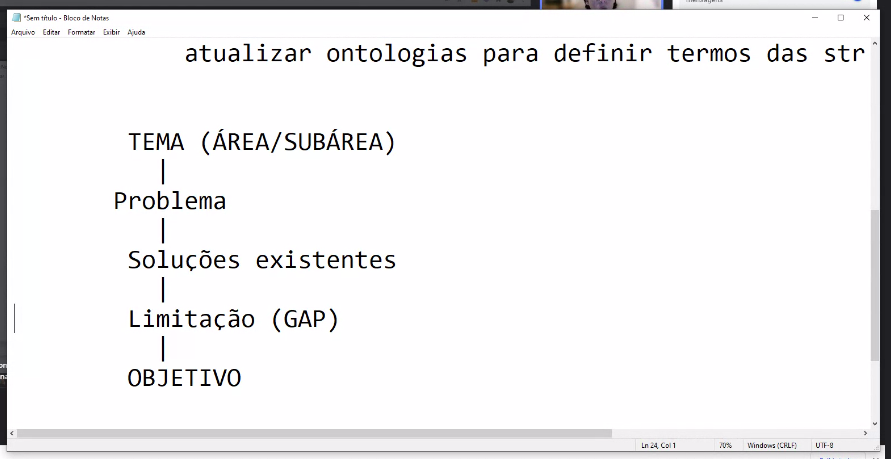 *Sem título - Bloco de Notas
Arquivo Editar Formatar Exibir Ajuda
atualizar ontologias para definir termos das str
TEMA (ÁREA/SUBÁREA)
|
Problema
|
Soluções existentes
|
Limitação (GAP)
|
OBJETIVO
Ln 24, Col 1 70% Windows (CRLF) UTF-8